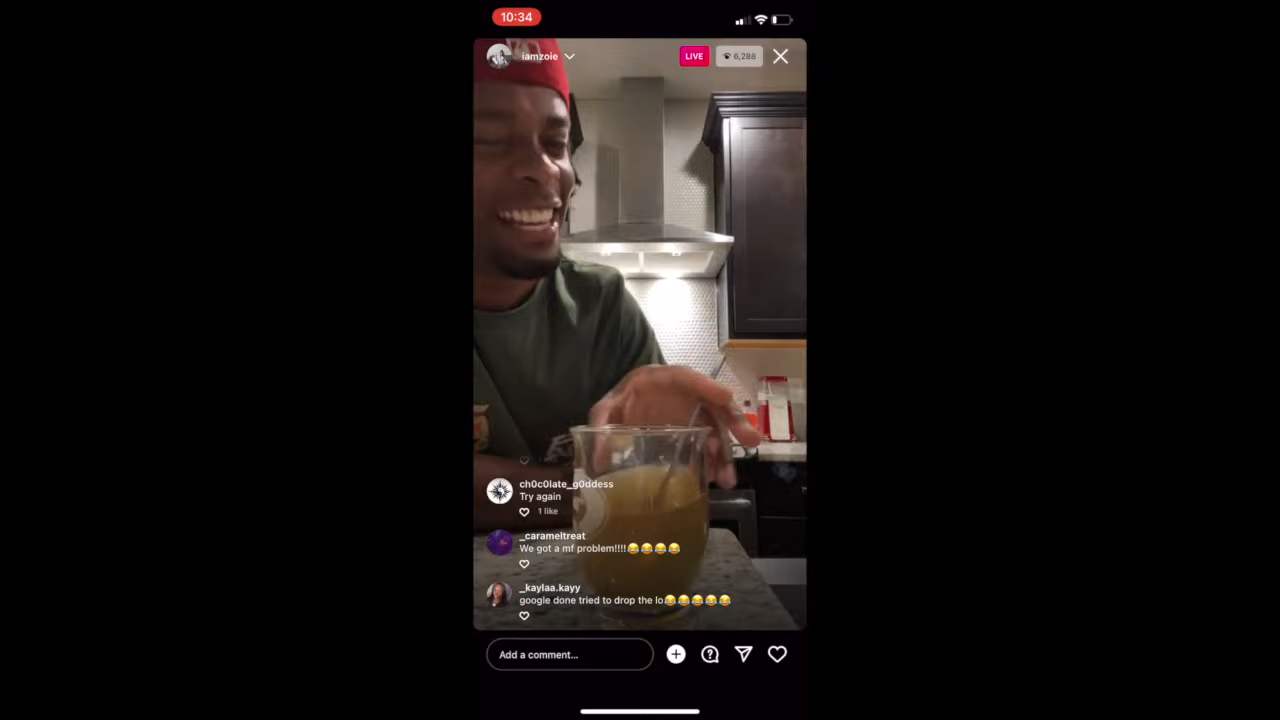 10:34
iamzoie
LIVE
6,288
ch0c0late_g0ddess
Try again
1 like
_carameltreat
We got a mf problem!!!!😂😂😂😂
_kaylaa.kayy
google done tried to drop the lo😂😂😂😂😂
Add a comment...